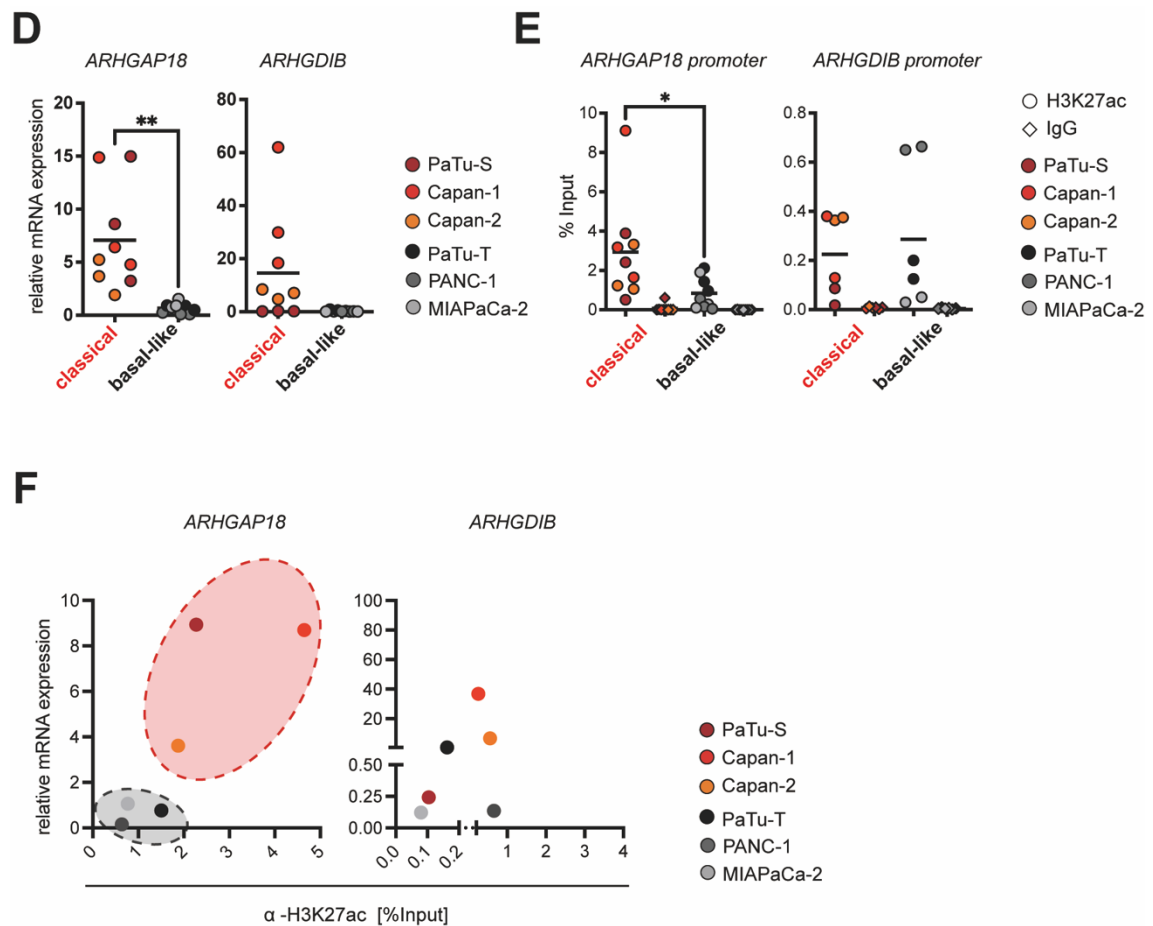 D
ARHGAP18
ARHGDIB
relative mRNA expression
20
15
10
5
0
**
classical
basal-like
80
60
40
20
0
classical
basal-like
PaTu-S
Capan-1
Capan-2
PaTu-T
PANC-1
MIAPaCa-2
E
ARHGAP18 promoter
ARHGDIB promoter
% Input
10
8
6
4
2
0
*
classical
basal-like
0.8
0.6
0.4
0.2
0.0
classical
basal-like
H3K27ac
IgG
PaTu-S
Capan-1
Capan-2
PaTu-T
PANC-1
MIAPaCa-2
F
ARHGAP18
ARHGDIB
relative mRNA expression
10
8
6
4
2
0
0 1 2 3 4 5
100
80
60
40
20
0.50
0.25
0.00
0.0 0.1 0.2 1 2 3 4
α -H3K27ac [%Input]
PaTu-S
Capan-1
Capan-2
PaTu-T
PANC-1
MIAPaCa-2